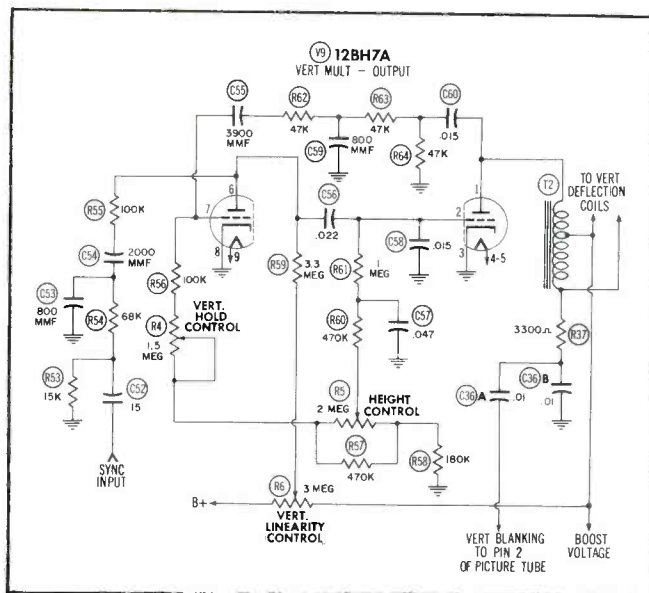 V9 12BH7A
VERT MULT - OUTPUT
C55
3900
MMF
R62
47K
C59
800
MMF
R63
47K
R64
47K
C60
.015
R55
100K
C54
2000
MMF
C53
800
MMF
R54
68K
R53
15K
C52
15
SYNC
INPUT
6
7
8
9
R56
100K
VERT.
HOLD
CONTROL
R4
1.5
MEG
C56
.022
R59
3.3
MEG
R61
1
MEG
C58
.015
R60
470K
C57
.047
1
2
3
4-5
T2
TO VERT
DEFLECTION
COILS
3300Ω
R37
C36 A
.01
C36 B
.01
R5
2 MEG
HEIGHT
CONTROL
R57
470K
R58
180K
B+
R6
3 MEG
VERT.
LINEARITY
CONTROL
VERT BLANKING
TO PIN 2
OF PICTURE TUBE
BOOST
VOLTAGE